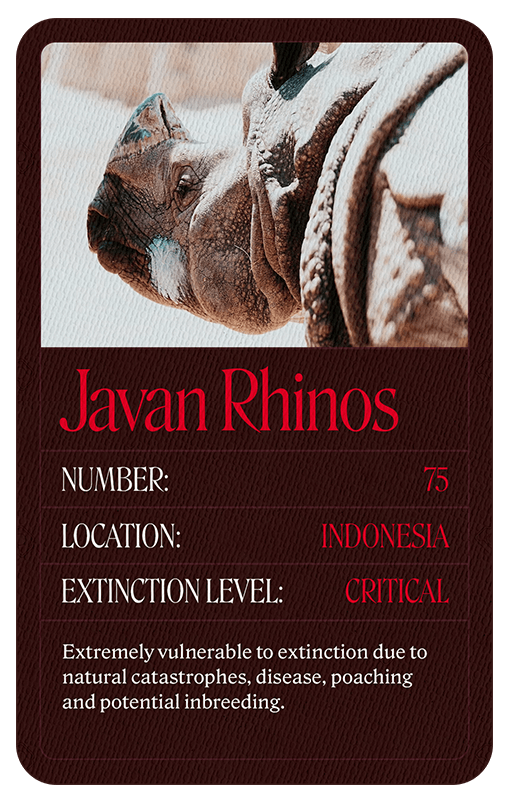 Javan Rhinos
NUMBER: 75
LOCATION: INDONESIA
EXTINCTION LEVEL: CRITICAL
Extremely vulnerable to extinction due to
natural catastrophes, disease, poaching
and potential inbreeding.